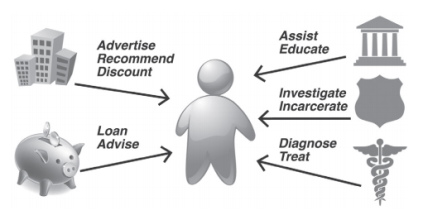 Advertise
Recommend
Discount
Loan
Advise
Assist
Educate
Investigate
Incarcerate
Diagnose
Treat